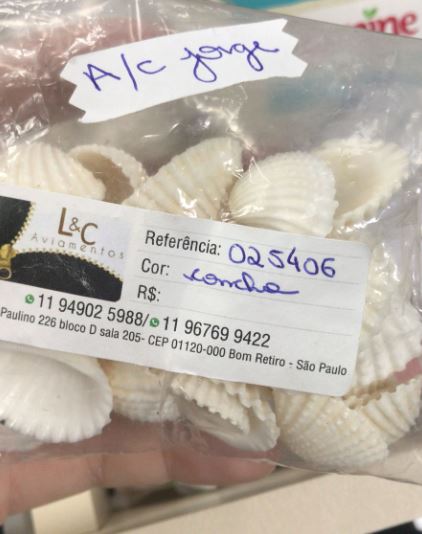 A/C Jorge
L&C
Aviamentos
Referência: 025406
Cor: concha
R$:
11 94902 5988/ 11 96769 9422
Paulino 226 bloco D sala 205- CEP 01120-000 Bom Retiro - São Paulo